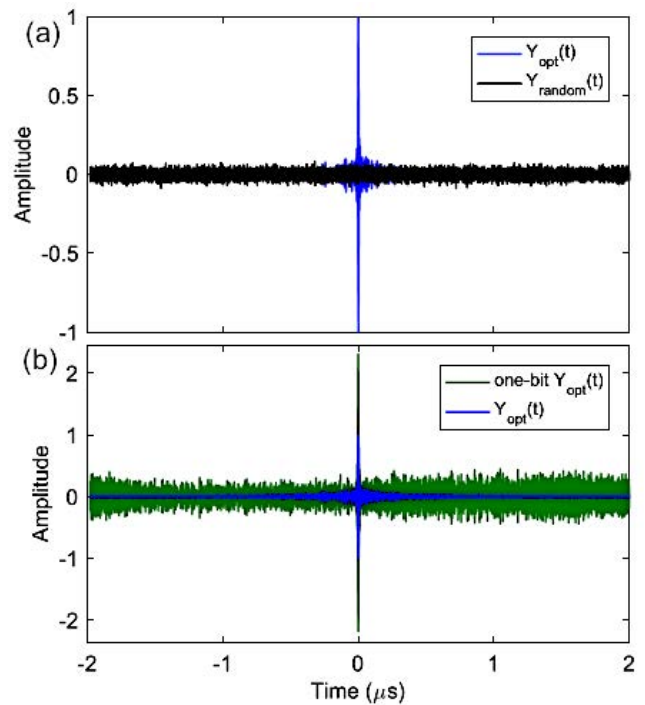 (a)
1
0.5
0
-0.5
-1
Amplitude
Y_opt(t)
Y_random(t)
(b)
2
1
0
-1
-2
Amplitude
one-bit Y_opt(t)
Y_opt(t)
-2 -1 0 1 2
Time (μs)